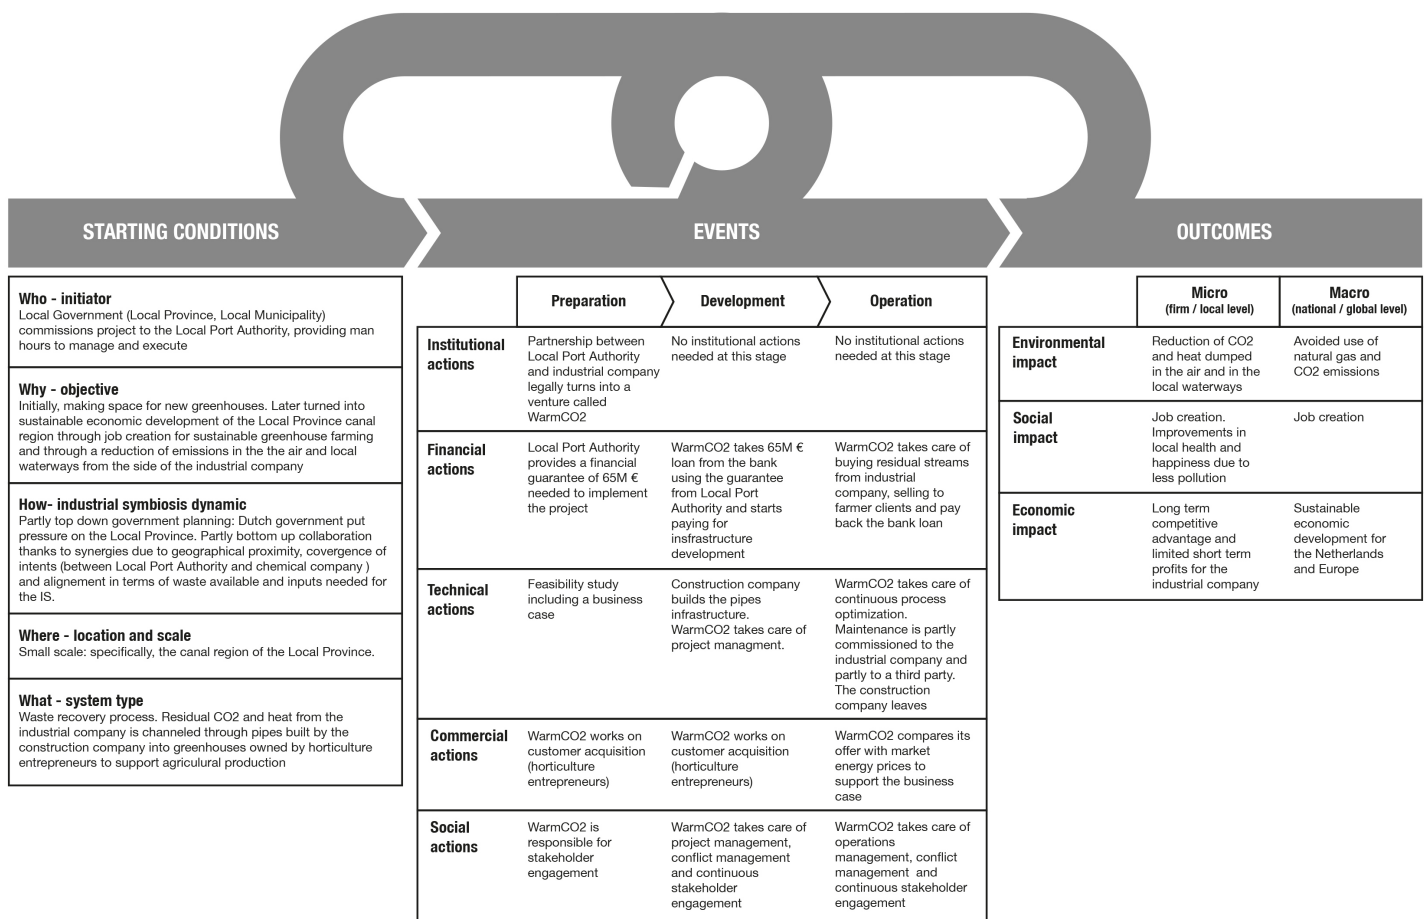 STARTING CONDITIONS
EVENTS
OUTCOMES
Who - initiator
Local Government (Local Province, Local Municipality)
commissions project to the Local Port Authority, providing man
hours to manage and execute
Why - objective
Initially, making space for new greenhouses. Later turned into
sustainable economic development of the Local Province canal
region through job creation for sustainable greenhouse farming
and through a reduction of emissions in the the air and local
waterways from the side of the industrial company
How- industrial symbiosis dynamic
Partly top down government planning: Dutch government put
pressure on the Local Province. Partly bottom up collaboration
thanks to synergies due to geographical proximity, covergence of
intents (between Local Port Authority and chemical company )
and alignement in terms of waste available and inputs needed for
the IS.
Where - location and scale
Small scale: specifically, the canal region of the Local Province.
What - system type
Waste recovery process. Residual CO2 and heat from the
industrial company is channeled through pipes built by the
construction company into greenhouses owned by horticulture
entrepreneurs to support agriculural production
Preparation
Development
Operation
Institutional
actions
Partnership between
Local Port Authority
and industrial company
legally turns into a
venture called
WarmCO2
No institutional actions
needed at this stage
No institutional actions
needed at this stage
Financial
actions
Local Port Authority
provides a financial
guarantee of 65M €
needed to implement
the project
WarmCO2 takes 65M €
loan from the bank
using the guarantee
from Local Port
Authority and starts
paying for
insfrastructure
development
WarmCO2 takes care of
buying residual streams
from industrial
company, selling to
farmer clients and pay
back the bank loan
Technical
actions
Feasibility study
including a business
case
Construction company
builds the pipes
infrastructure.
WarmCO2 takes care of
project managment.
WarmCO2 takes care of
continuous process
optimization.
Maintenance is partly
commissioned to the
industrial company and
partly to a third party.
The construction
company leaves
Commercial
actions
WarmCO2 works on
customer acquisition
(horticulture
entrepreneurs)
WarmCO2 works on
customer acquisition
(horticulture
entrepreneurs)
WarmCO2 compares its
offer with market
energy prices to
support the business
case
Social
actions
WarmCO2 is
responsible for
stakeholder
engagement
WarmCO2 takes care of
project management,
conflict management
and continuous
stakeholder
engagement
WarmCO2 takes care of
operations
management, conflict
management and
continuous stakeholder
engagement
Micro
(firm / local level)
Macro
(national / global level)
Environmental
impact
Reduction of CO2
and heat dumped
in the air and in the
local waterways
Avoided use of
natural gas and
CO2 emissions
Social
impact
Job creation.
Improvements in
local health and
happiness due to
less pollution
Job creation
Economic
impact
Long term
competitive
advantage and
limited short term
profits for the
industrial company
Sustainable
economic
development for
the Netherlands
and Europe